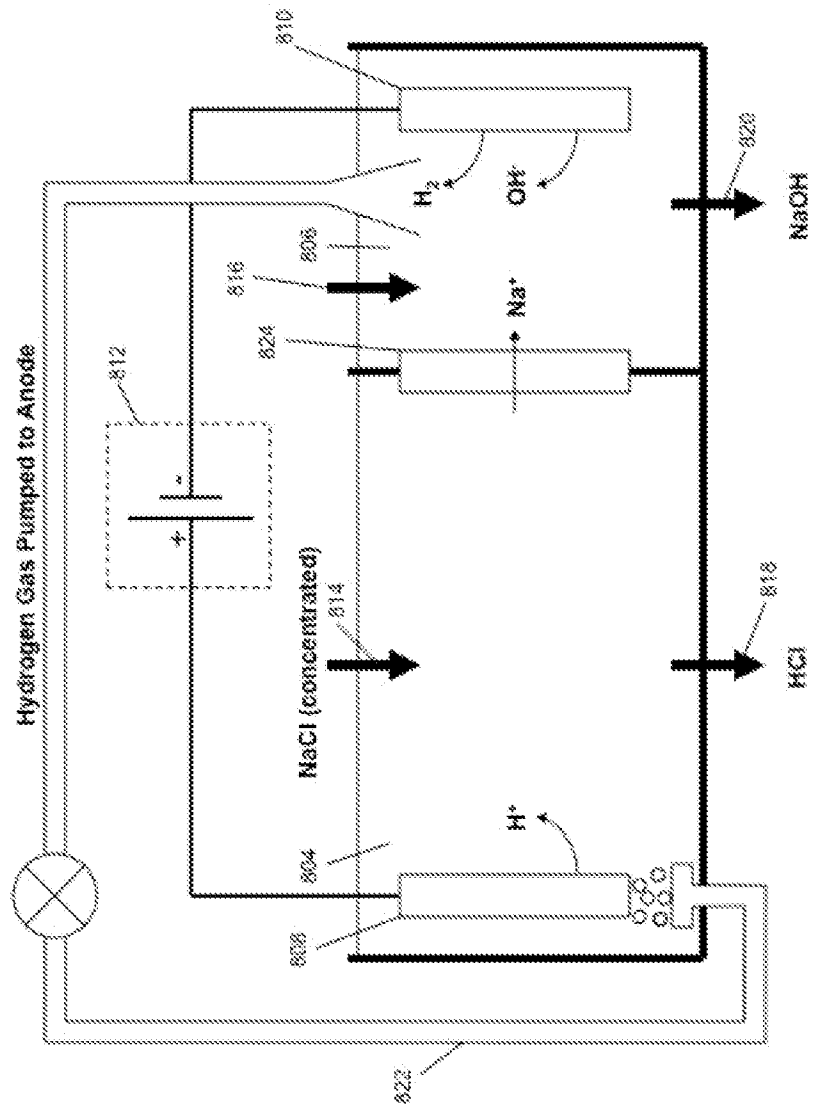 Hydrogen Gas Pumped to Anode
812
+
-
810
NaCl (concentrated)
814
816
806
824
804
808
H₂
OH⁻
Na⁺
H⁺
822
818
820
HCl
NaOH